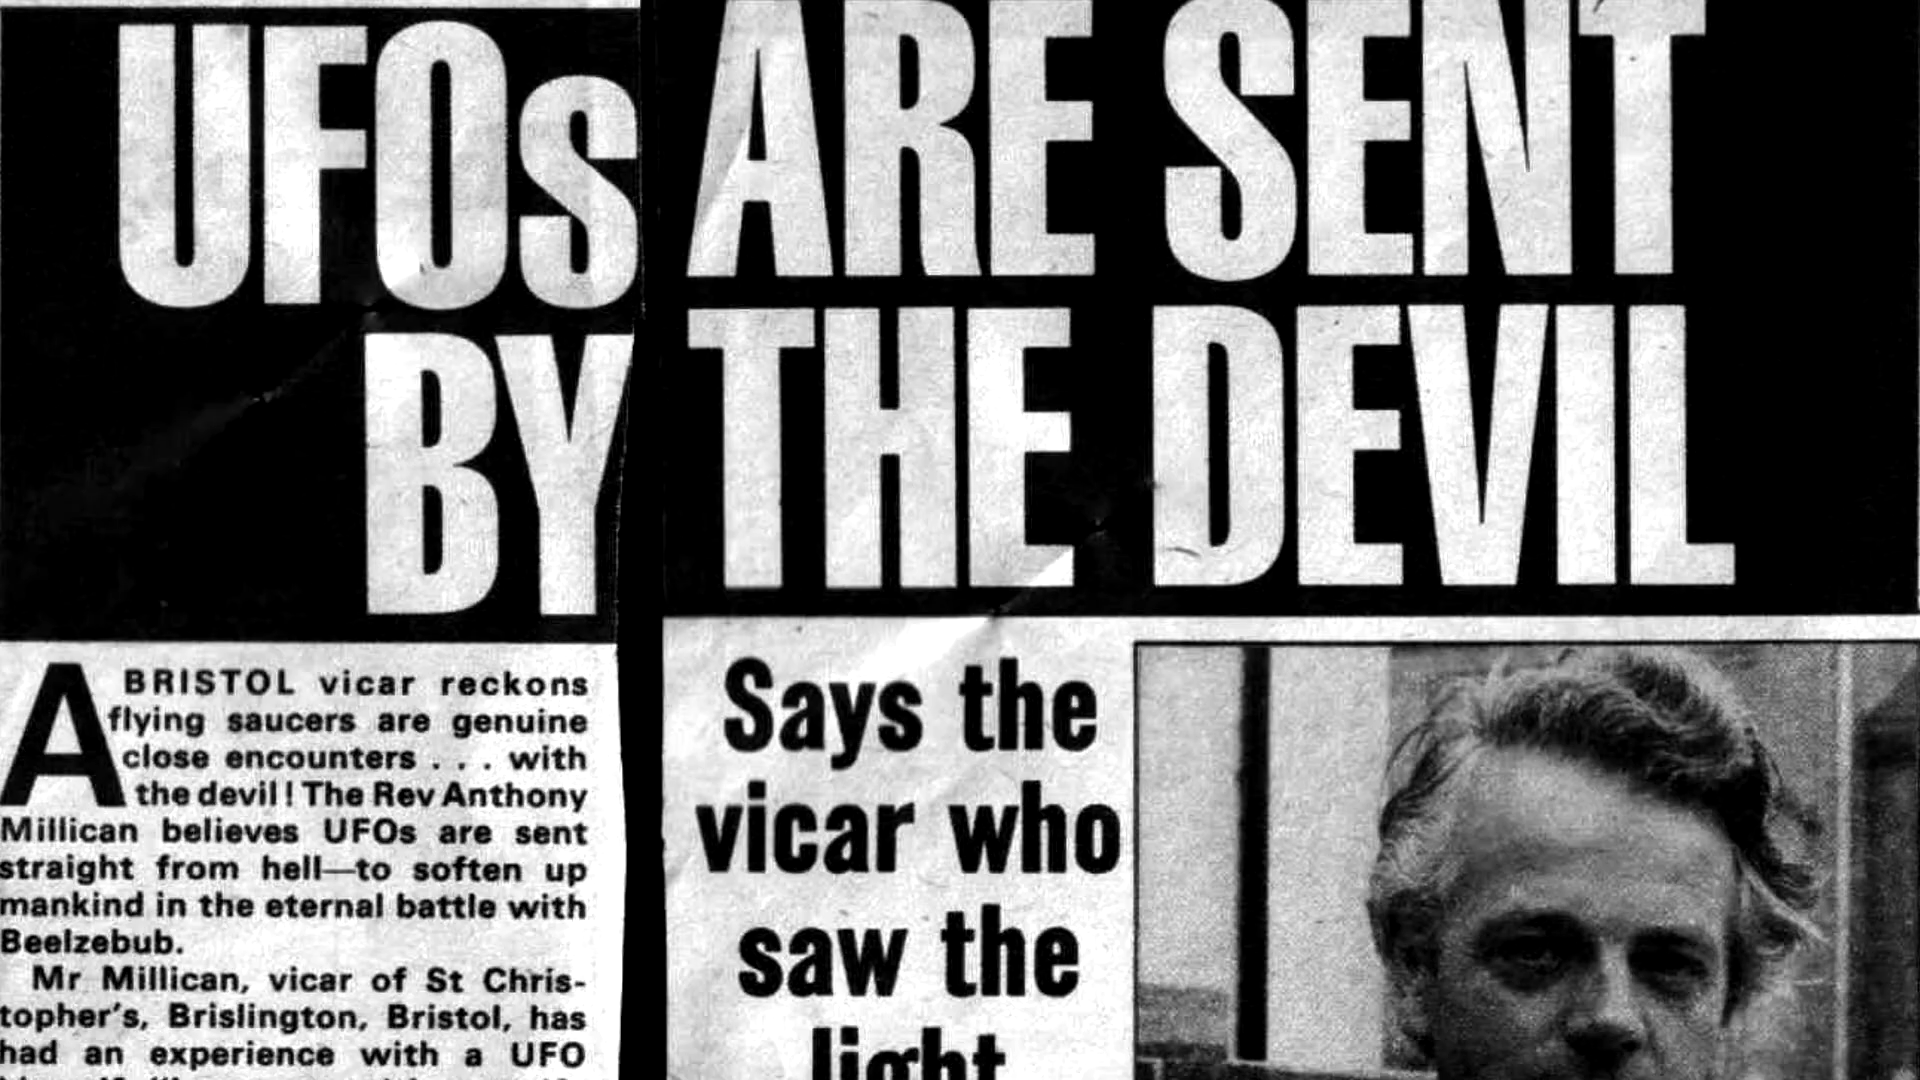 UFOs ARE SENT
BY THE DEVIL
A BRISTOL vicar reckons
flying saucers are genuine
close encounters . . . with
the devil! The Rev Anthony
Millican believes UFOs are sent
straight from hell—to soften up
mankind in the eternal battle with
Beelzebub.
Mr Millican, vicar of St Chris-
topher's, Brislington, Bristol, has
had an experience with a UFO
Says the
vicar who
saw the
light